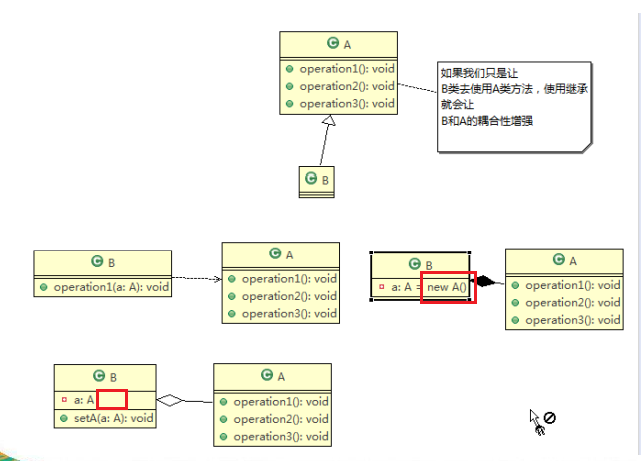 C A
operation1(): void
operation2(): void
operation3(): void
如果我们只是让
B类去使用A类方法，使用继承
就会让
B和A的耦合性增强
C B
C B
operation1(a: A): void
C A
operation1(): void
operation2(): void
operation3(): void
C B
a: A = new A()
C A
operation1(): void
operation2(): void
operation3(): void
C B
a: A
setA(a: A): void
C A
operation1(): void
operation2(): void
operation3(): void